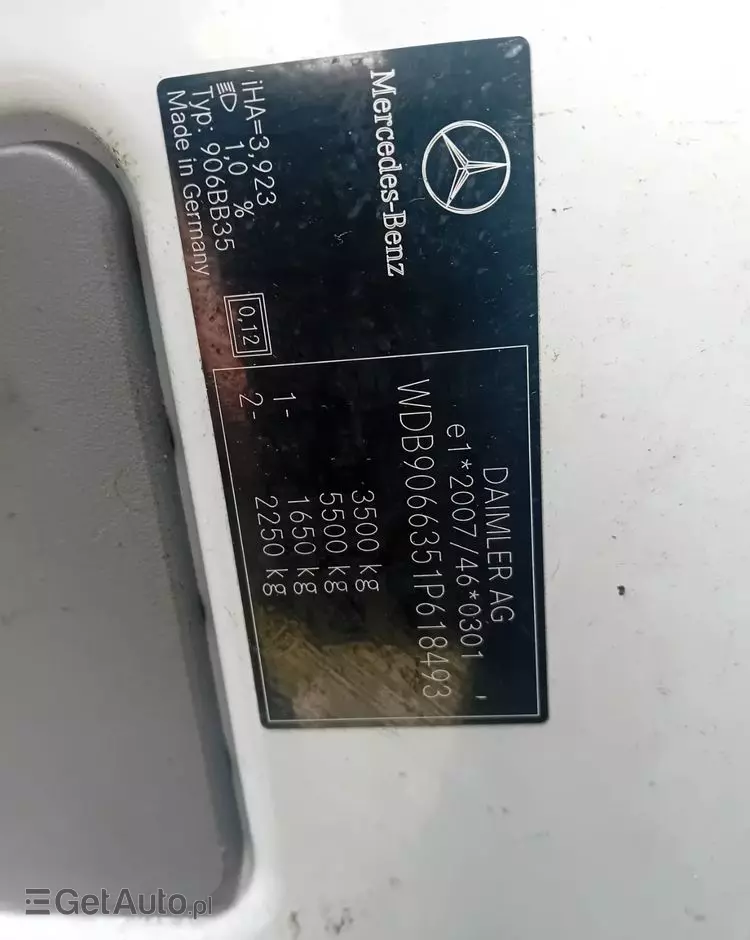 Mercedes-Benz
DAIMLER AG
e1*2007/46*0301
WDB9066351P618493
3500 kg
5500 kg
1- 1650 kg
2- 2250 kg
0,12
iHA=3,923
1,0 %
Typ: 906BB35
Made in Germany
GetAuto.pl